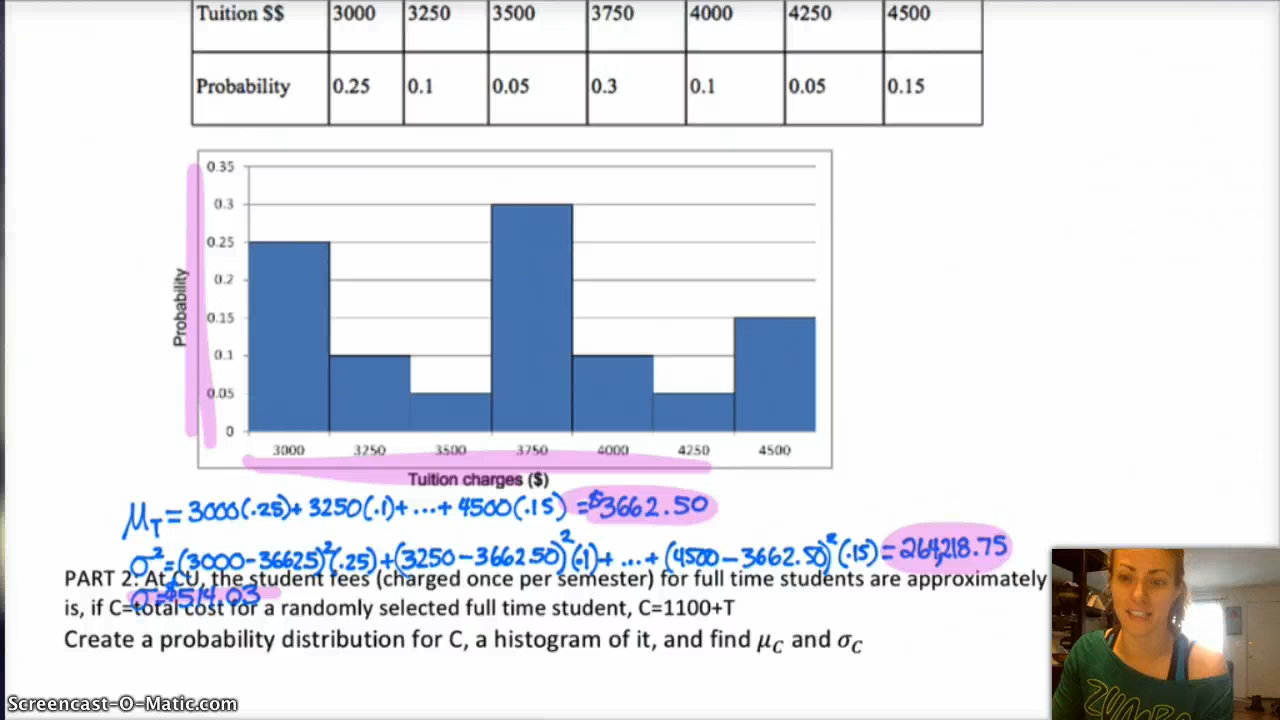 Tuition $$ 3000 3250 3500 3750 4000 4250 4500
Probability 0.25 0.1 0.05 0.3 0.1 0.05 0.15
0.35
0.3
0.25
0.2
0.15
0.1
0.05
0
Probability
3000 3250 3500 3750 4000 4250 4500
Tuition charges ($)
μT = 3000(.25)+ 3250(.1)+ ...+ 4500(.15) = $3662.50
σ² = (3000-36625)²(.25)+(3250-3662.50)²(.1)+ ...+ (4500-3662.50)²(.15) = 264,218.75
PART 2: At CU, the student fees (charged once per semester) for full time students are approximately
σ = $514.03
is, if C=total cost for a randomly selected full time student, C=1100+T
Create a probability distribution for C, a histogram of it, and find μC and σC
ZUMBA
Screencast-O-Matic.com